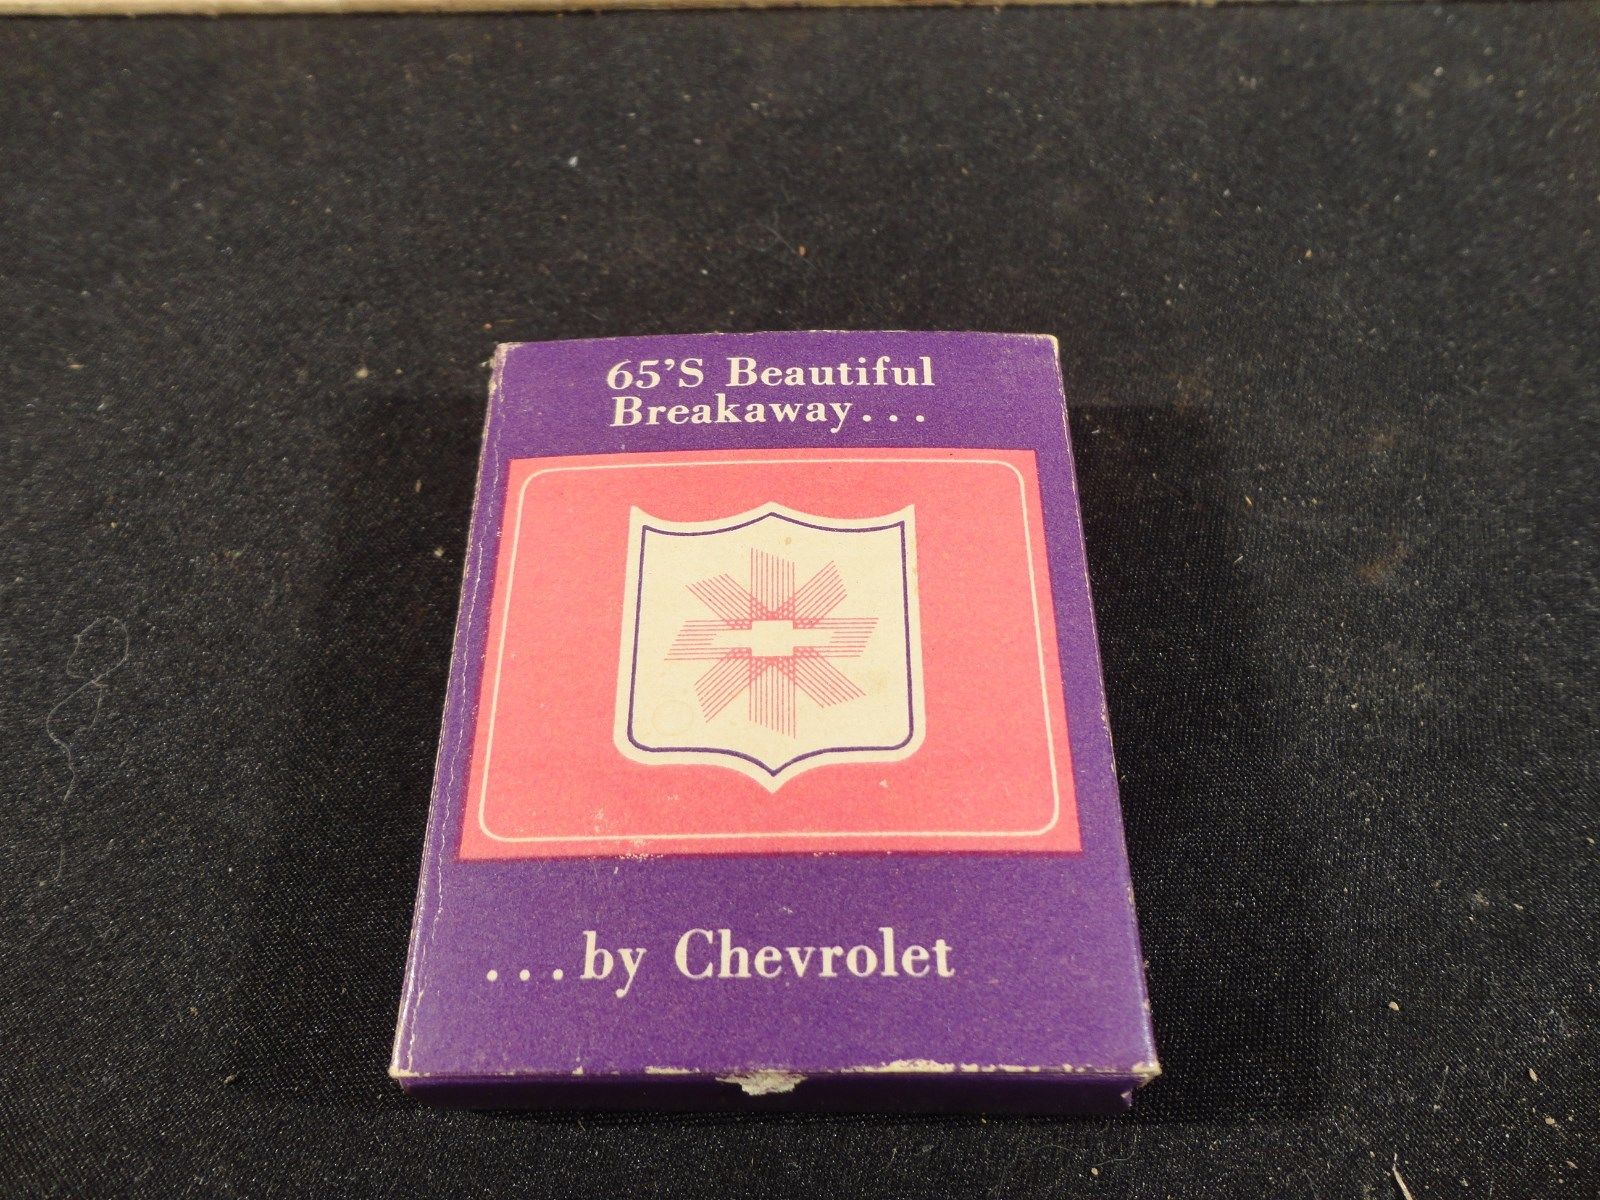 65'S Beautiful
Breakaway...
...by Chevrolet